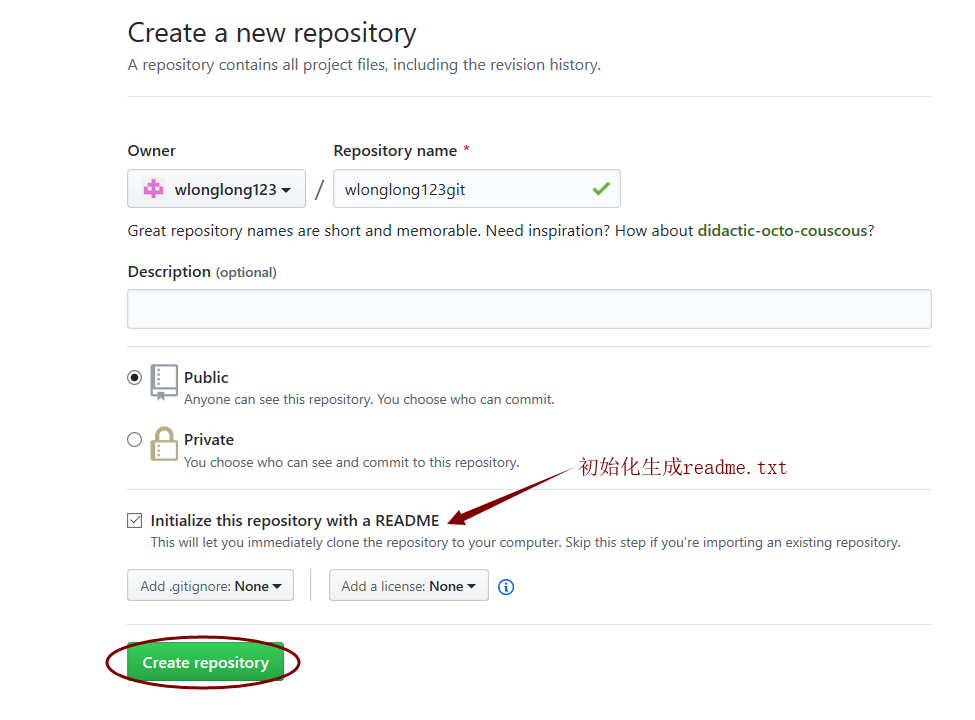 Create a new repository
A repository contains all project files, including the revision history.
Owner
Repository name *
wlonglong123 / wlonglong123git
Great repository names are short and memorable. Need inspiration? How about didactic-octo-couscous?
Description (optional)
Public
Anyone can see this repository. You choose who can commit.
Private
You choose who can see and commit to this repository.
初始化生成readme.txt
Initialize this repository with a README
This will let you immediately clone the repository to your computer. Skip this step if you’re importing an existing repository.
Add .gitignore: None
Add a license: None
Create repository